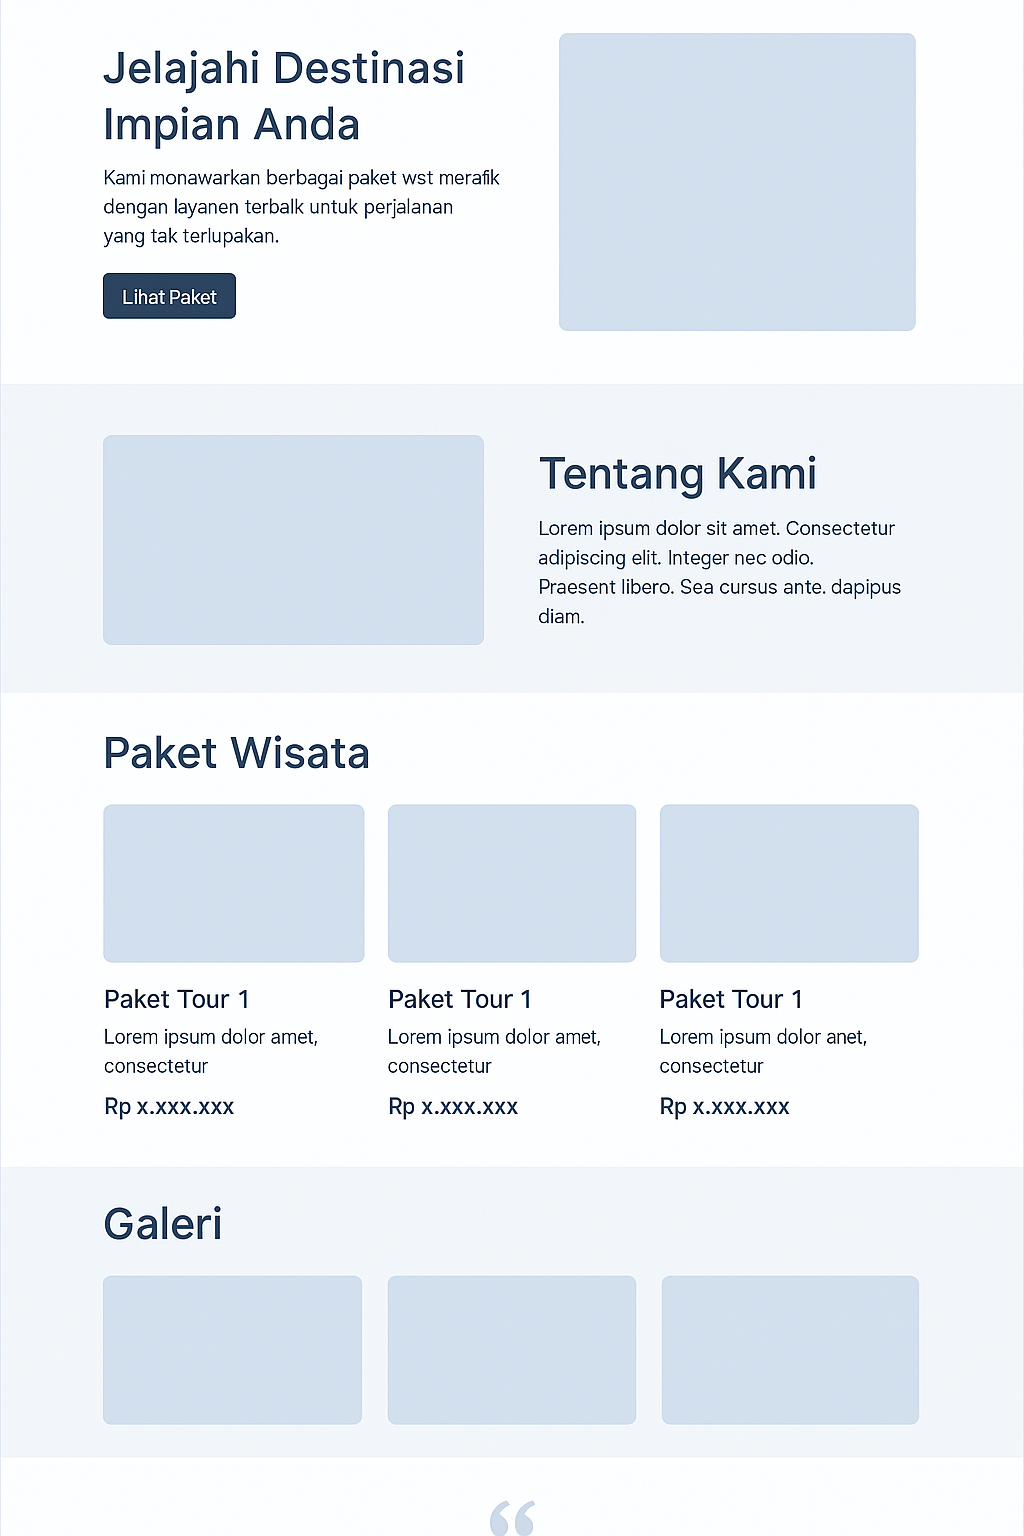 Jelajahi Destinasi
Impian Anda
Kami monawarkan berbagai paket wst merafik
dengan layanen terbalk untuk perjalanan
yang tak terlupakan.
Lihat Paket
Tentang Kami
Lorem ipsum dolor sit amet. Consectetur
adipiscing elit. Integer nec odio.
Praesent libero. Sea cursus ante. dapipus
diam.
Paket Wisata
Paket Tour 1
Lorem ipsum dolor amet,
consectetur
Rp x.xxx.xxx
Paket Tour 1
Lorem ipsum dolor amet,
consectetur
Rp x.xxx.xxx
Paket Tour 1
Lorem ipsum dolor anet,
consectetur
Rp x.xxx.xxx
Galeri
“